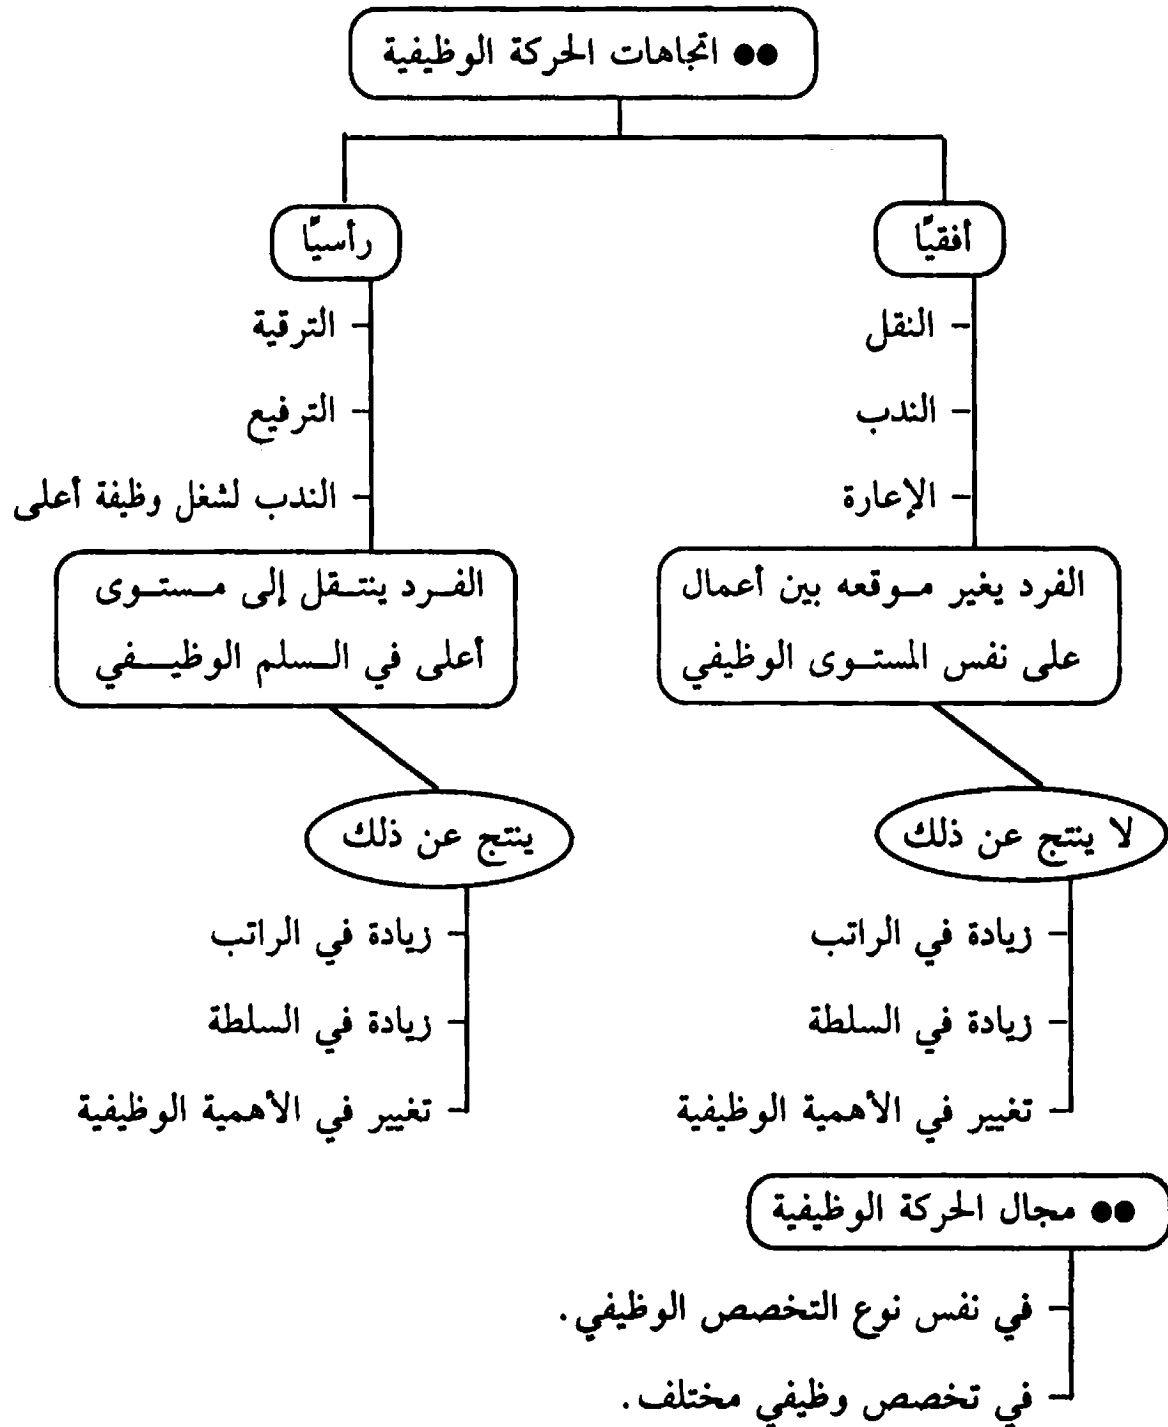 ●● اتجاهات الحركة الوظيفية
أفقيًّا
- النقل
- الندب
- الإعارة
الفرد يغير موقعه بين أعمال
على نفس المستوى الوظيفي
لا ينتج عن ذلك
- زيادة في الراتب
- زيادة في السلطة
- تغيير في الأهمية الوظيفية
رأسيًّا
- الترقية
- الترفيع
- الندب لشغل وظيفة أعلى
الفرد ينتقل إلى مستوى
أعلى في السلم الوظيفي
ينتج عن ذلك
- زيادة في الراتب
- زيادة في السلطة
- تغيير في الأهمية الوظيفية
●● مجال الحركة الوظيفية
- في نفس نوع التخصص الوظيفي.
- في تخصص وظيفي مختلف.